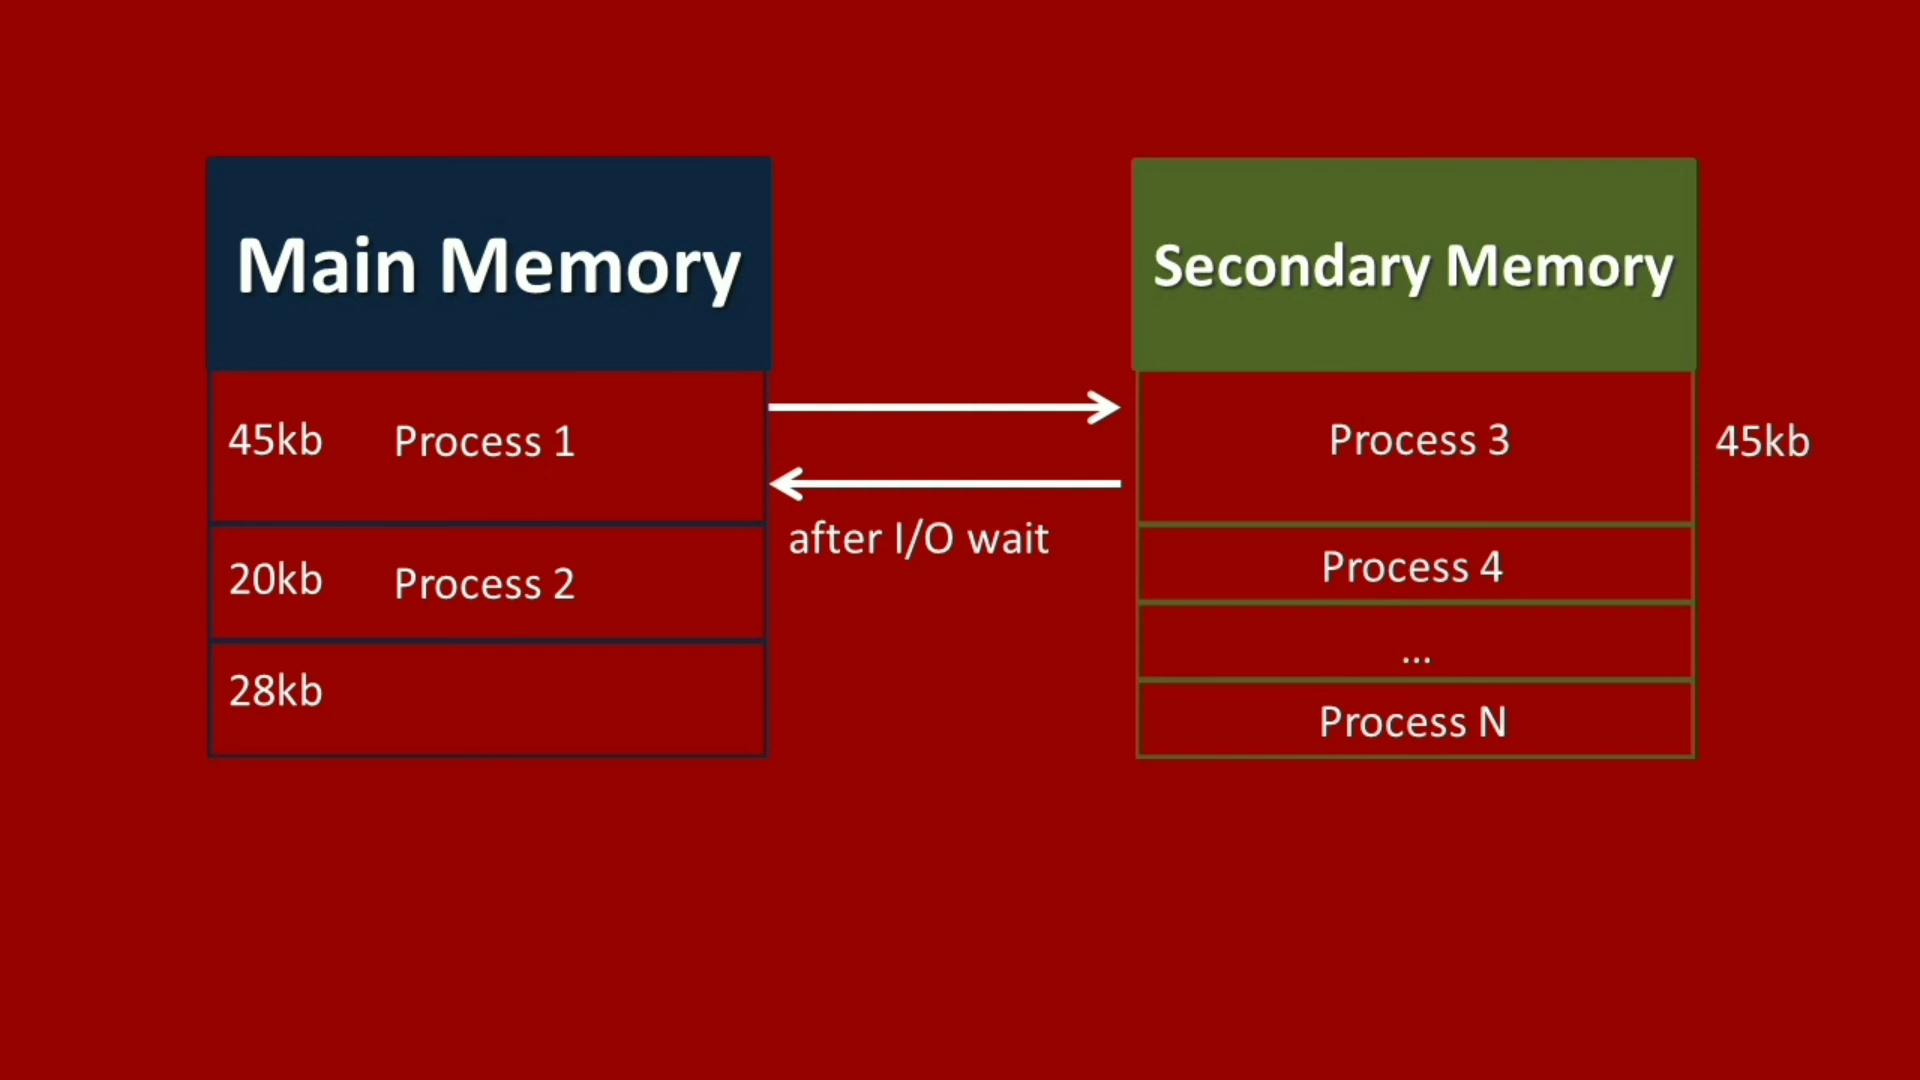 Main Memory
45kb Process 1
20kb Process 2
28kb
after I/O wait
Secondary Memory
Process 3 45kb
Process 4
...
Process N